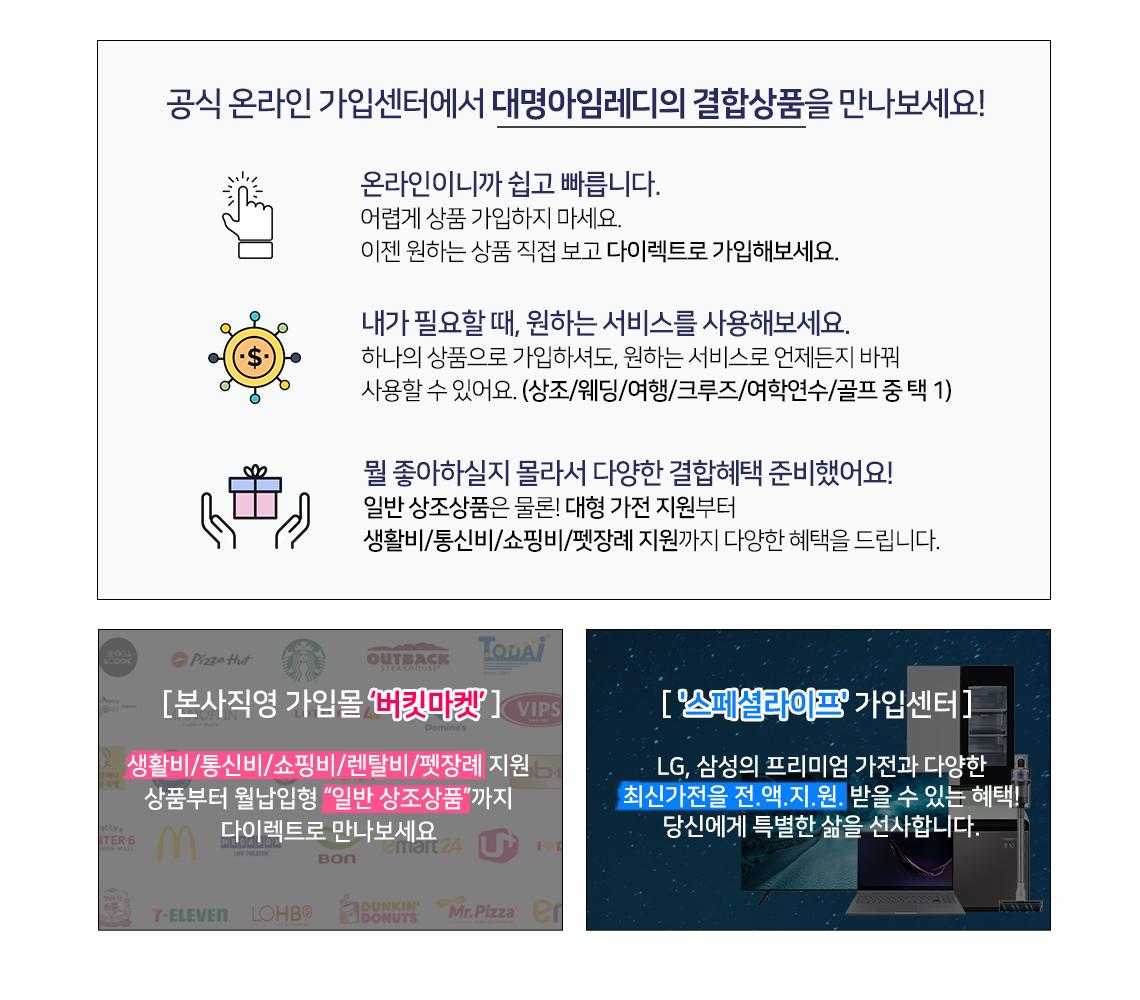 공식 온라인 가입센터에서 대명아임레디의 결합상품을 만나보세요!
온라인이니까 쉽고 빠릅니다.
어렵게 상품 가입하지 마세요.
이젠 원하는 상품 직접 보고 다이렉트로 가입해보세요.
$
내가 필요할 때, 원하는 서비스를 사용해보세요.
하나의 상품으로 가입하셔도, 원하는 서비스로 언제든지 바꿔
사용할 수 있어요. (상조/웨딩/여행/크루즈/여학연수/골프 중 택 1)
뭘 좋아하실지 몰라서 다양한 결합혜택 준비했어요!
일반 상조상품은 물론! 대형 가전 지원부터
생활비/통신비/쇼핑비/펫장례 지원까지 다양한 혜택을 드립니다.
Pizza Hut
OUTBACK
STEAKHOUSE
TODAI
[본사직영 가입몰 '버킷마켓']
VIPS
Domino's
생활비/통신비/쇼핑비/렌탈비/펫장례 지원
상품부터 월납입형 “일반 상조상품”까지
다이렉트로 만나보세요
LIFE THEATER
BON
emart24
U+
I
D
7-ELEVEN
LOHB
DUNKIN' DONUTS
Mr.Pizza
['스페셜라이프' 가입센터]
LG, 삼성의 프리미엄 가전과 다양한
최신가전을 전.액.지.원. 받을 수 있는 혜택!
당신에게 특별한 삶을 선사합니다.